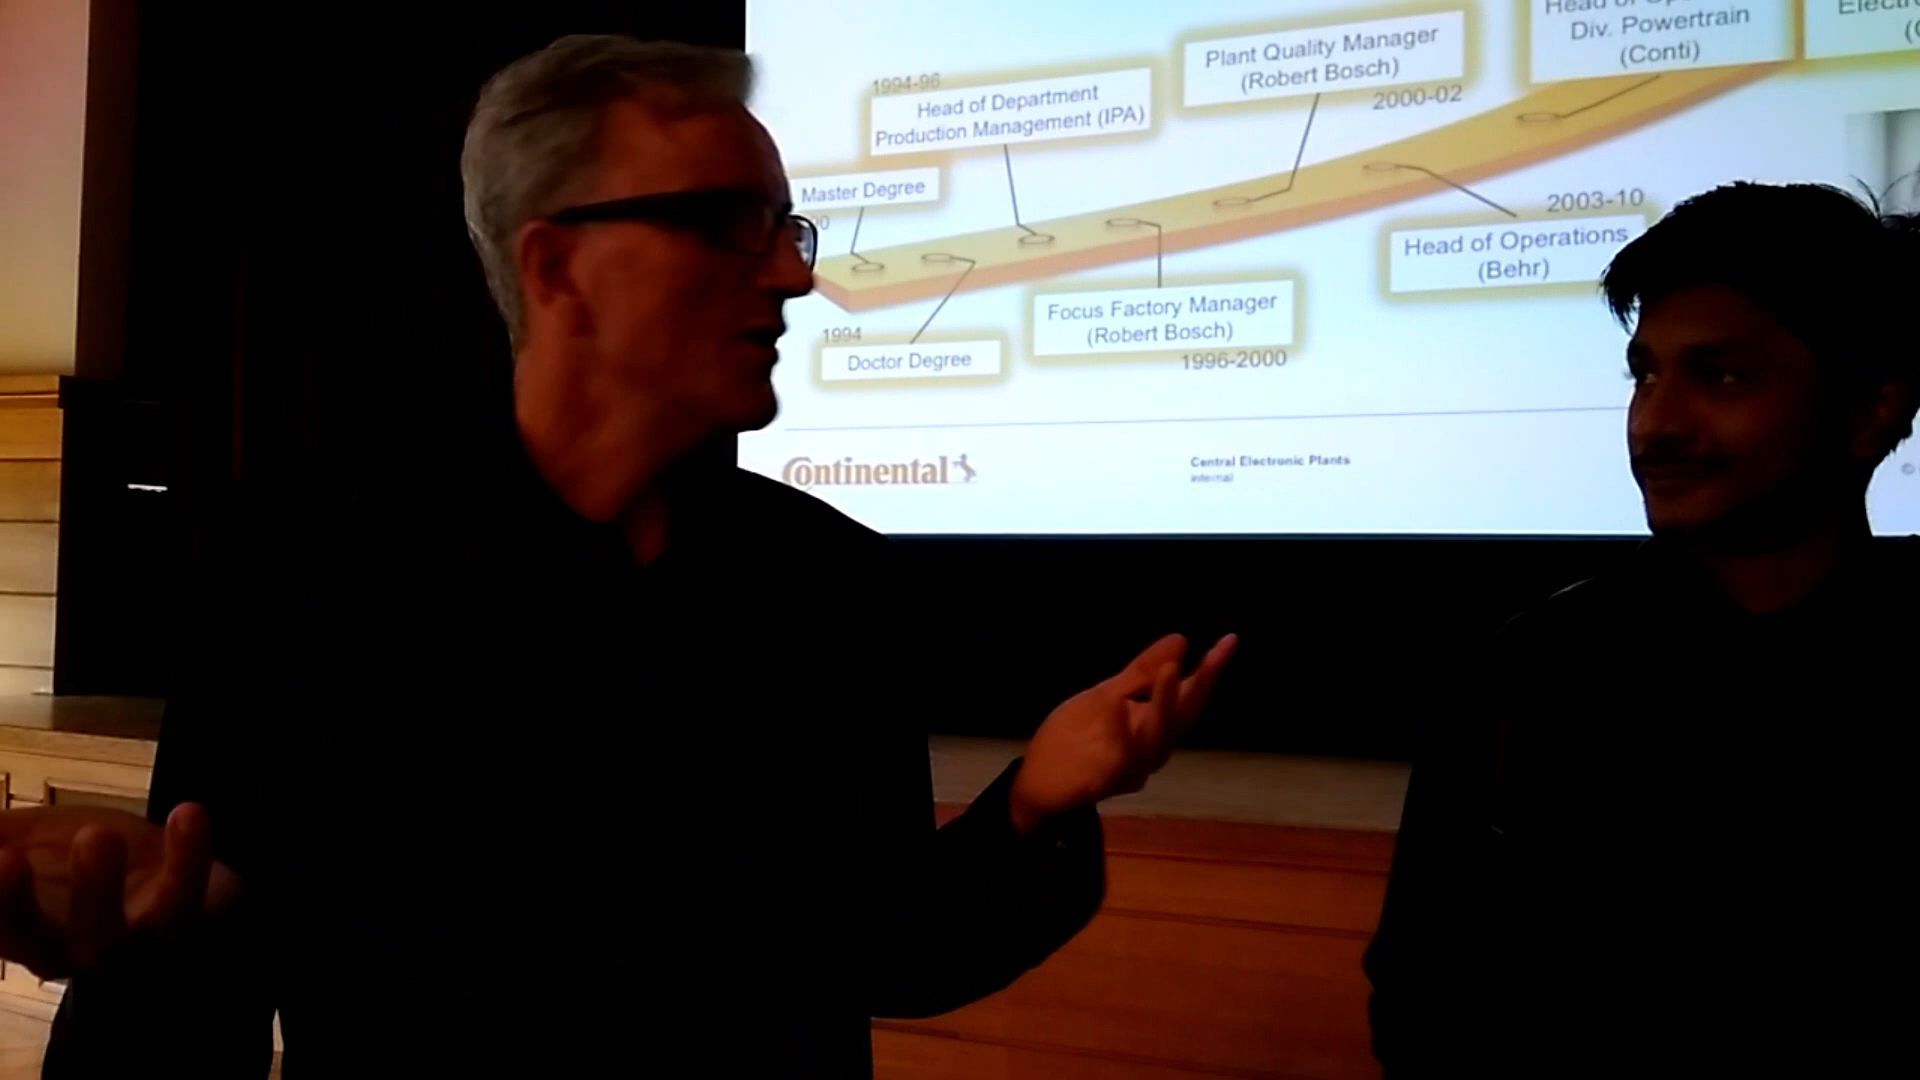 Head of
Div. Powertrain
(Conti)
Plant Quality Manager
(Robert Bosch)
2000-02
1994-96
Head of Department
Production Management (IPA)
Master Degree
2003-10
Head of Operations
(Behr)
Focus Factory Manager
(Robert Bosch)
1996-2000
1994
Doctor Degree
Continental
Central Electronic Plants
internal
©